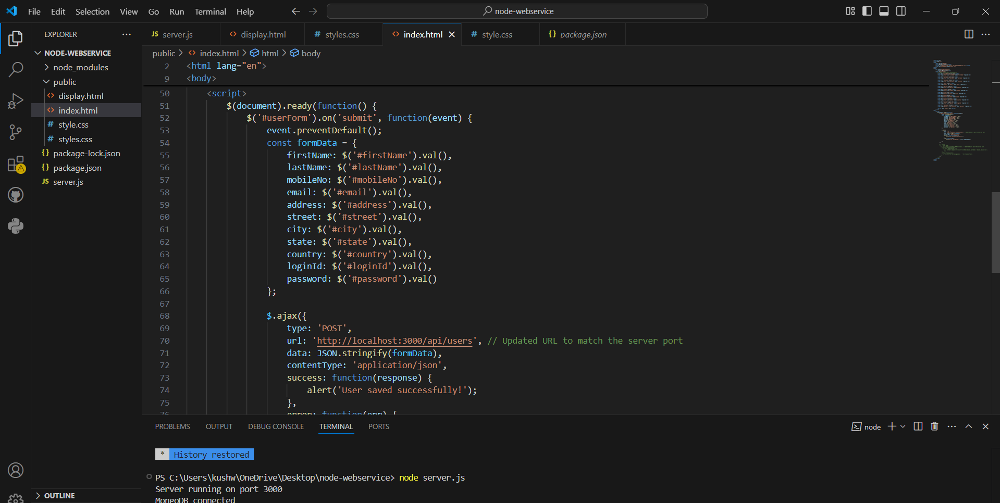 File Edit Selection View Go Run Terminal Help
node-webservice
EXPLORER
NODE-WEBSERVICE
node_modules
public
display.html
index.html
style.css
styles.css
package-lock.json
package.json
JS server.js
OUTLINE
JS server.js
display.html
# styles.css
index.html
# style.css
{} package.json
public > index.html > html > body
2 <html lang="en">
9 <body>
50 <script>
51 $(document).ready(function() {
52 $('#userForm').on('submit', function(event) {
53 event.preventDefault();
54 const formData = {
55 firstName: $('#firstName').val(),
56 lastName: $('#lastName').val(),
57 mobileNo: $('#mobileNo').val(),
58 email: $('#email').val(),
59 address: $('#address').val(),
60 street: $('#street').val(),
61 city: $('#city').val(),
62 state: $('#state').val(),
63 country: $('#country').val(),
64 loginId: $('#loginId').val(),
65 password: $('#password').val()
66 };
67
68 $.ajax({
69 type: 'POST',
70 url: 'http://localhost:3000/api/users', // Updated URL to match the server port
71 data: JSON.stringify(formData),
72 contentType: 'application/json',
73 success: function(response) {
74 alert('User saved successfully!');
75 },
76 error: function(err) {
PROBLEMS OUTPUT DEBUG CONSOLE TERMINAL PORTS
node
* History restored
PS C:\Users\kushw\OneDrive\Desktop\node-webservice> node server.js
Server running on port 3000
MongoDB connected